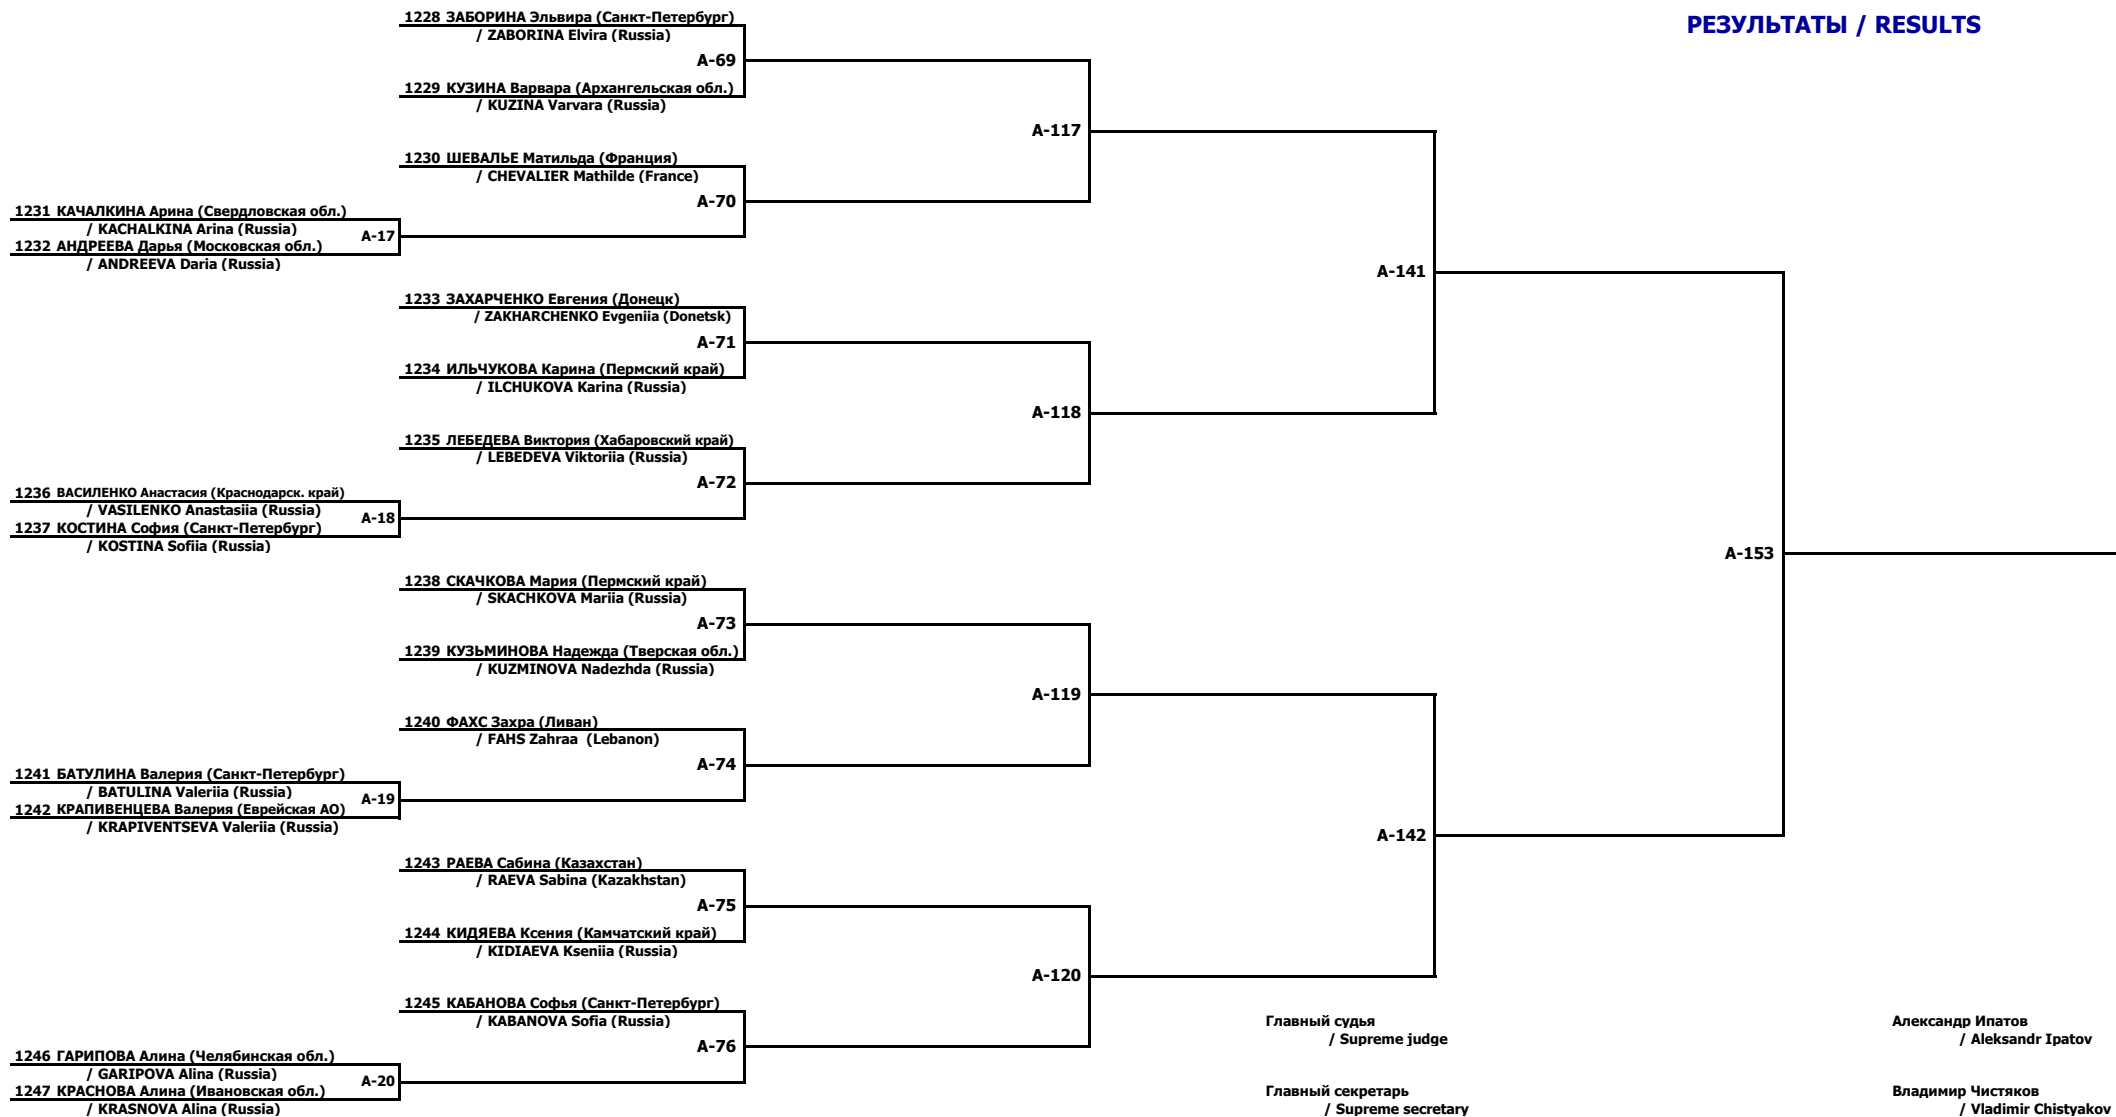 РЕЗУЛЬТАТЫ / RESULTS
1228 ЗАБОРИНА Эльвира (Санкт-Петербург)
/ ZABORINA Elvira (Russia)
A-69
1229 КУЗИНА Варвара (Архангельская обл.)
/ KUZINA Varvara (Russia)
A-117
1230 ШЕВАЛЬЕ Матильда (Франция)
/ CHEVALIER Mathilde (France)
A-70
1231 КАЧАЛКИНА Арина (Свердловская обл.)
/ KACHALKINA Arina (Russia)
A-17
1232 АНДРЕЕВА Дарья (Московская обл.)
/ ANDREEVA Daria (Russia)
A-141
1233 ЗАХАРЧЕНКО Евгения (Донецк)
/ ZAKHARCHENKO Evgeniia (Donetsk)
A-71
1234 ИЛЬЧУКОВА Карина (Пермский край)
/ ILCHUKOVA Karina (Russia)
A-118
1235 ЛЕБЕДЕВА Виктория (Хабаровский край)
/ LEBEDEVA Viktoriia (Russia)
A-72
1236 ВАСИЛЕНКО Анастасия (Краснодарск. край)
/ VASILENKO Anastasiia (Russia)
A-18
1237 КОСТИНА София (Санкт-Петербург)
/ KOSTINA Sofiia (Russia)
A-153
1238 СКАЧКОВА Мария (Пермский край)
/ SKACHKOVA Mariia (Russia)
A-73
1239 КУЗЬМИНОВА Надежда (Тверская обл.)
/ KUZMINOVA Nadezhda (Russia)
A-119
1240 ФАХС Захра (Ливан)
/ FAHS Zahraa (Lebanon)
A-74
1241 БАТУЛИНА Валерия (Санкт-Петербург)
/ BATULINA Valeriia (Russia)
A-19
1242 КРАПИВЕНЦЕВА Валерия (Еврейская АО)
/ KRAPIVENTSEVA Valeriia (Russia)
A-142
1243 РАЕВА Сабина (Казахстан)
/ RAEVA Sabina (Kazakhstan)
A-75
1244 КИДЯЕВА Ксения (Камчатский край)
/ KIDIAEVA Kseniia (Russia)
A-120
1245 КАБАНОВА Софья (Санкт-Петербург)
/ KABANOVA Sofia (Russia)
A-76
1246 ГАРИПОВА Алина (Челябинская обл.)
/ GARIPOVA Alina (Russia)
A-20
1247 КРАСНОВА Алина (Ивановская обл.)
/ KRASNOVA Alina (Russia)
Главный судья
/ Supreme judge
Александр Ипатов
/ Aleksandr Ipatov
Главный секретарь
/ Supreme secretary
Владимир Чистяков
/ Vladimir Chistyakov